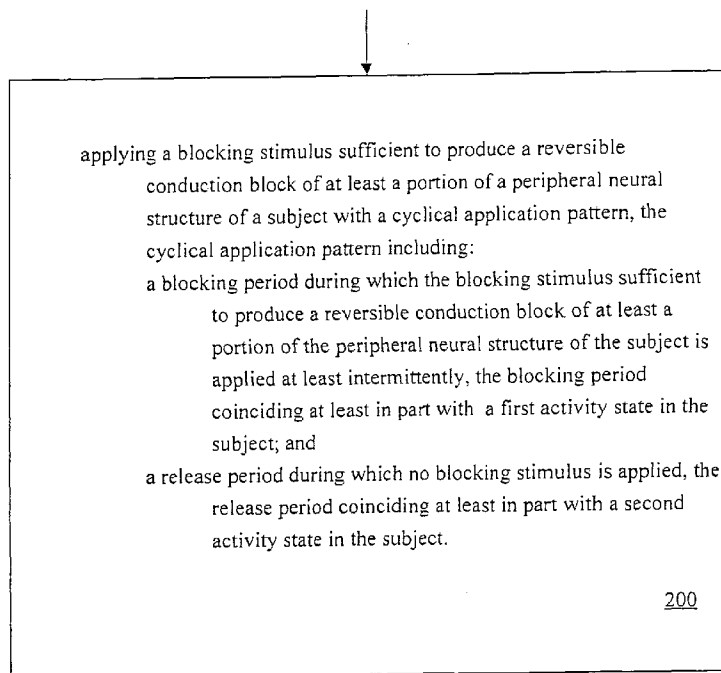 applying a blocking stimulus sufficient to produce a reversible
conduction block of at least a portion of a peripheral neural
structure of a subject with a cyclical application pattern, the
cyclical application pattern including:
a blocking period during which the blocking stimulus sufficient
to produce a reversible conduction block of at least a
portion of the peripheral neural structure of the subject is
applied at least intermittently, the blocking period
coinciding at least in part with a first activity state in the
subject; and
a release period during which no blocking stimulus is applied, the
release period coinciding at least in part with a second
activity state in the subject.
200